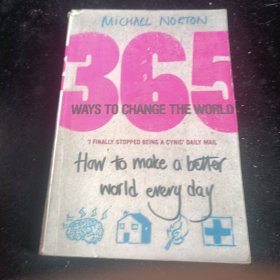 MICHAEL NORTON
365
WAYS TO CHANGE THE WORLD
'I FINALLY STOPPED BEING A CYNIC' DAILY MAIL
How to make a better
world every day